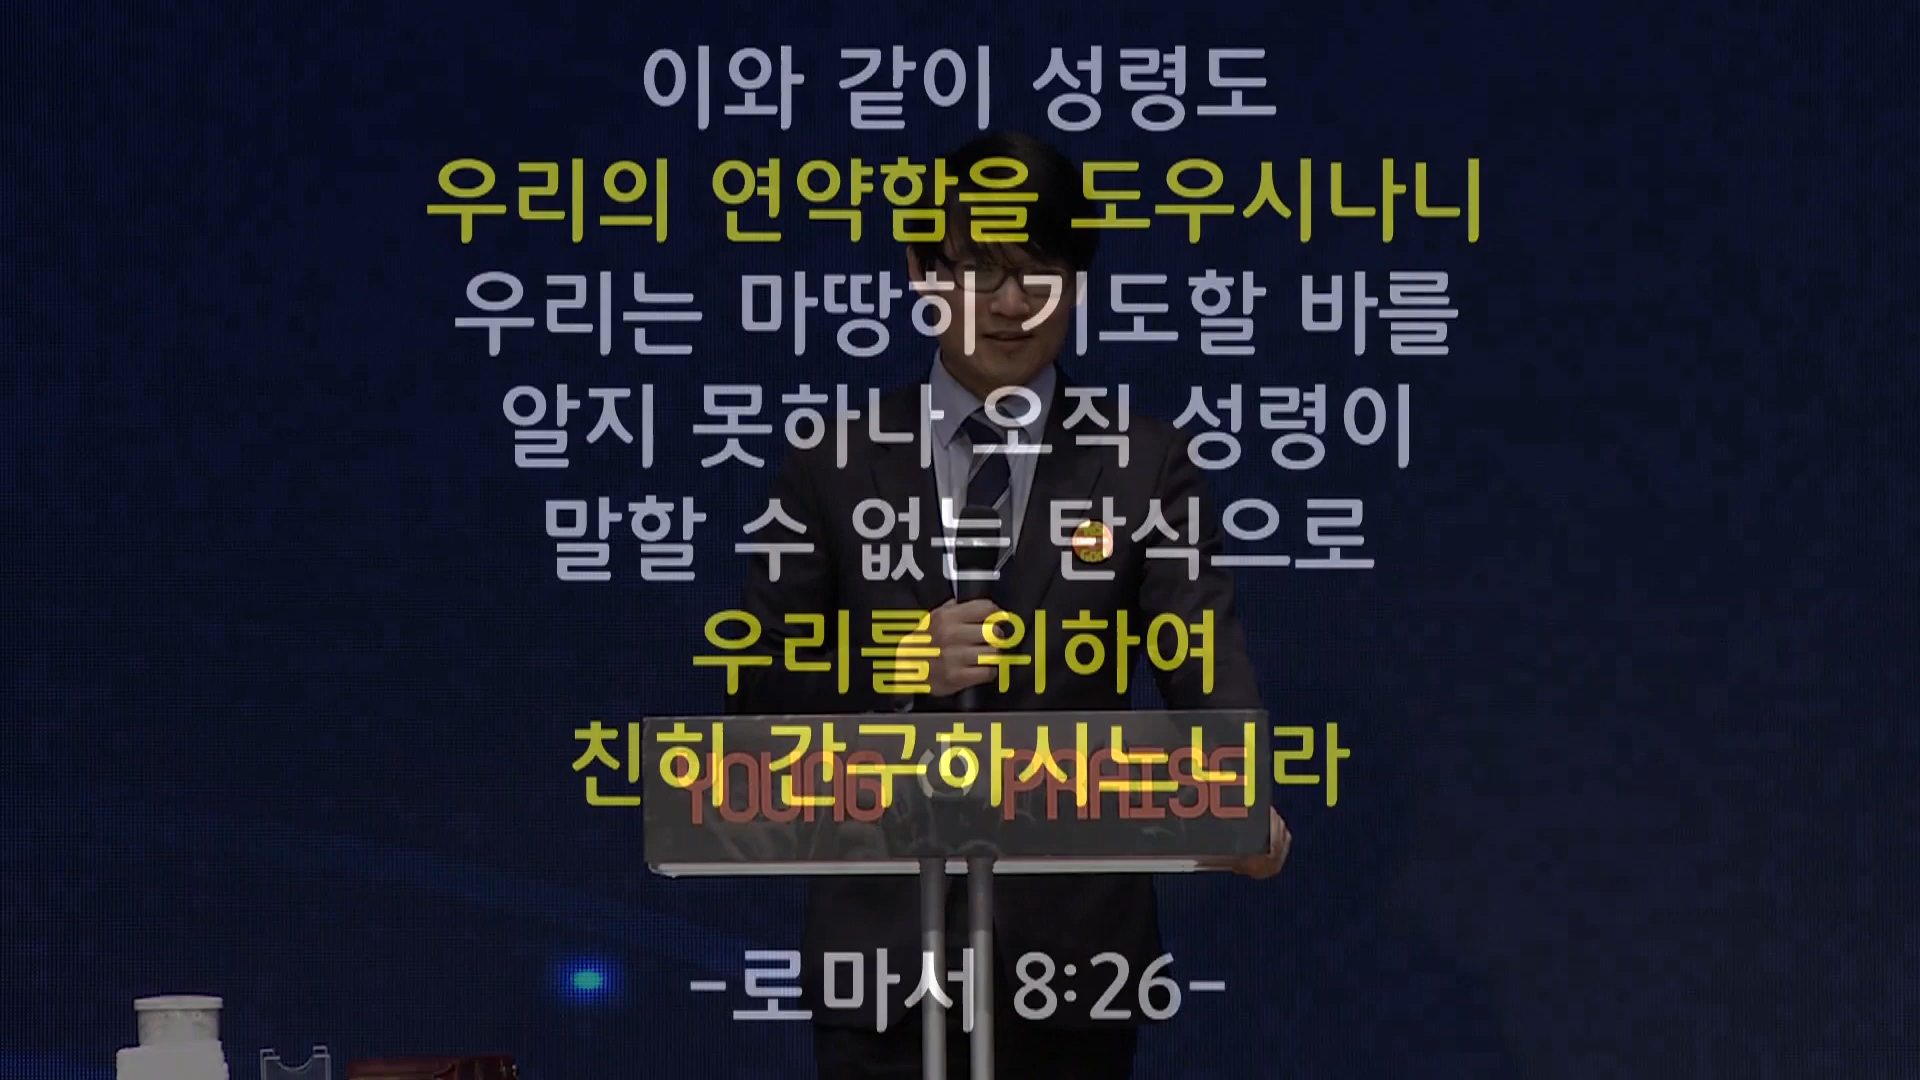 이와 같이 성령도
우리의 연약함을 도우시나니
우리는 마땅히 기도할 바를
알지 못하나 오직 성령이
말할 수 없는 탄식으로
우리를 위하여
친히 간구하시느니라
YOUNG PRAISE
-로마서 8:26-